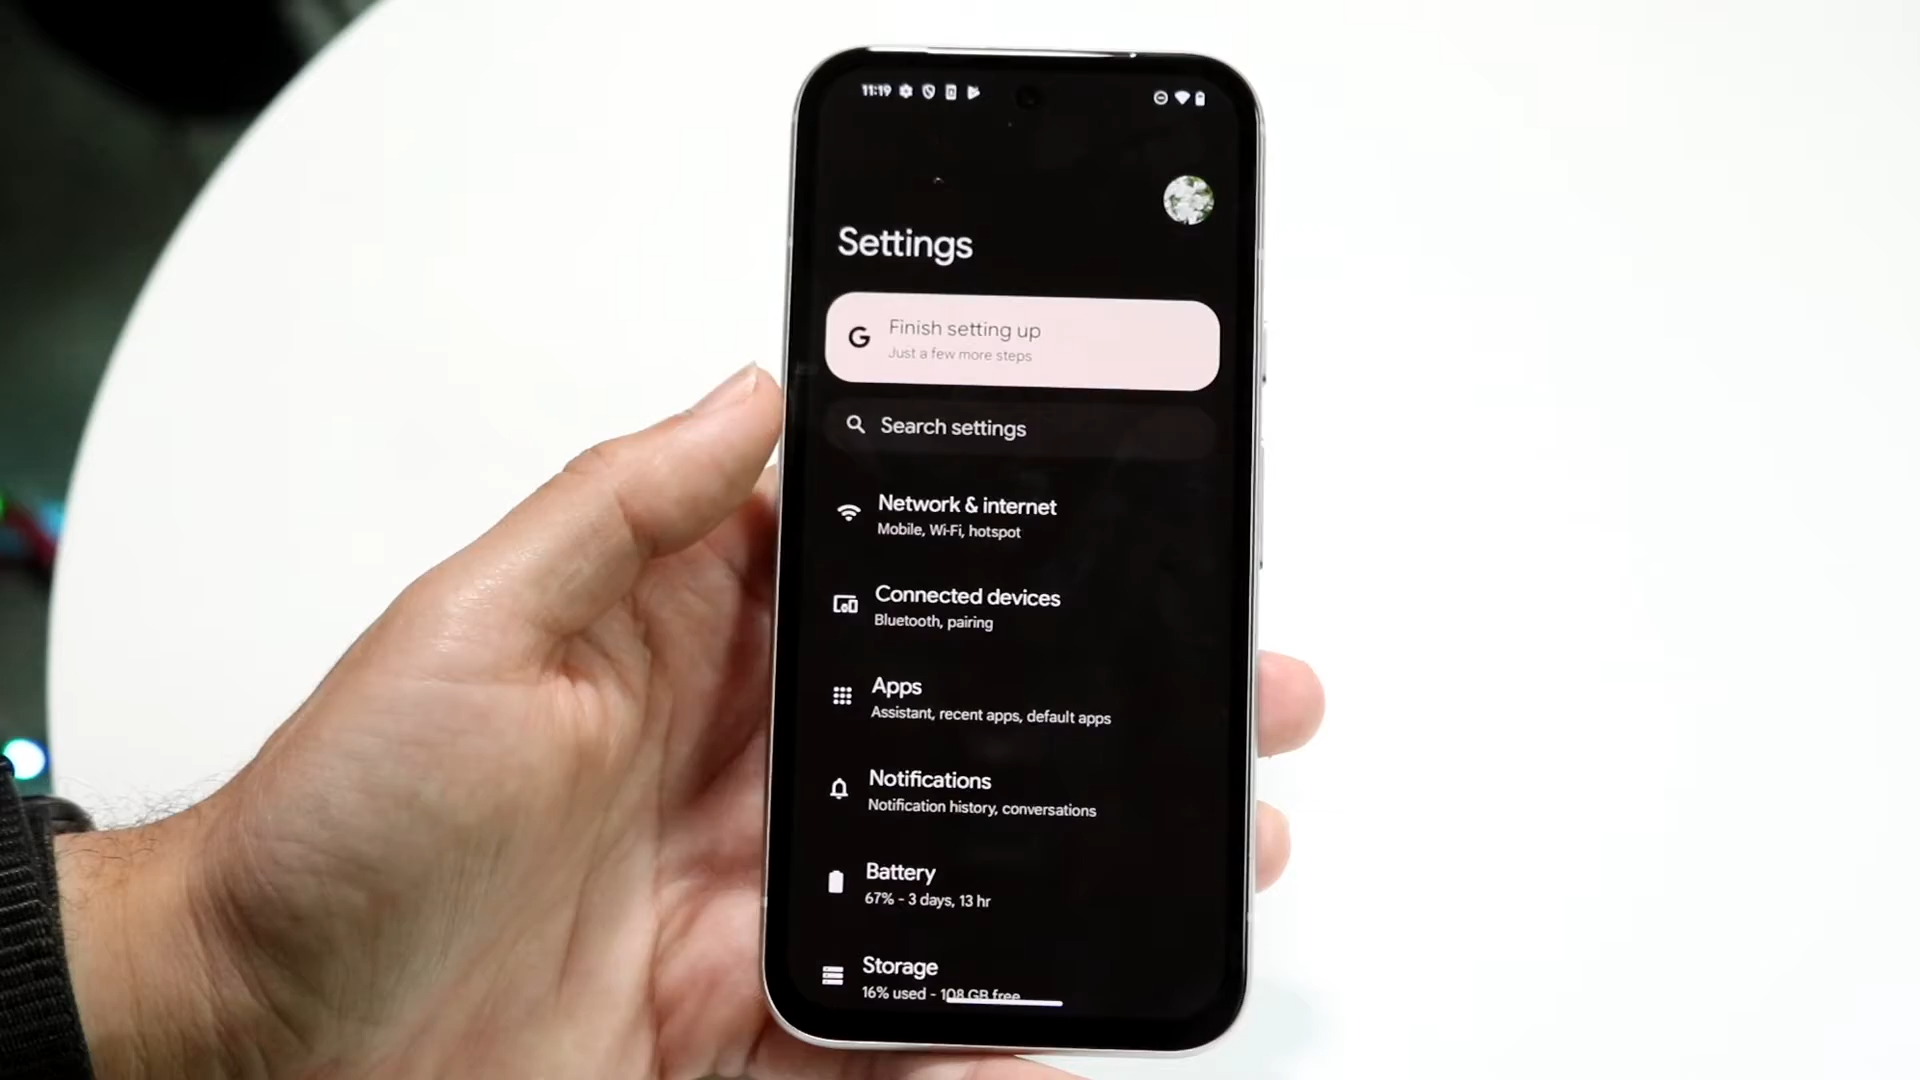 11:19
Settings
G Finish setting up
Just a few more steps
Search settings
Network & internet
Mobile, Wi-Fi, hotspot
Connected devices
Bluetooth, pairing
Apps
Assistant, recent apps, default apps
Notifications
Notification history, conversations
Battery
67% - 3 days, 13 hr
Storage
16% used - 108 GB free